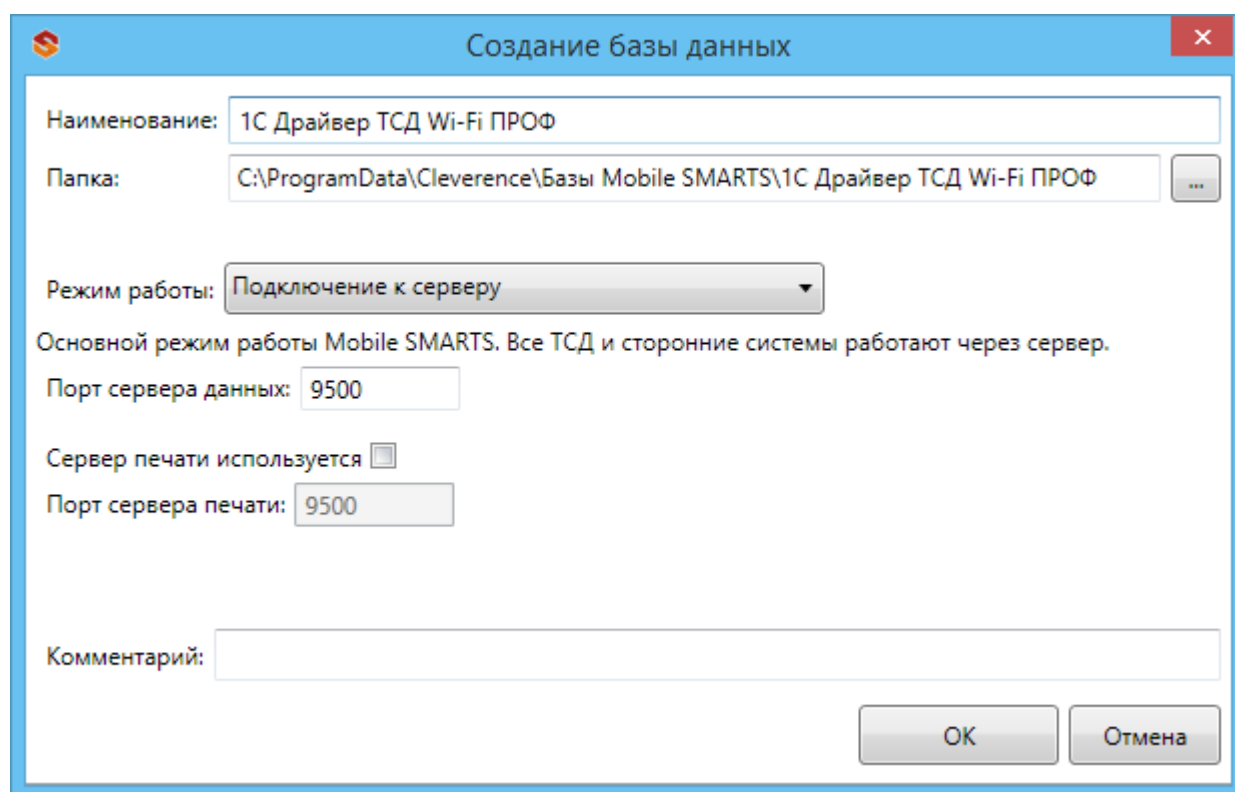 Создание базы данных
Наименование: 1С Драйвер ТСД Wi-Fi ПРОФ
Папка: C:\ProgramData\Cleverence\Базы Mobile SMARTS\1С Драйвер ТСД Wi-Fi ПРОФ ...
Режим работы: Подключение к серверу
Основной режим работы Mobile SMARTS. Все ТСД и сторонние системы работают через сервер.
Порт сервера данных: 9500
Сервер печати используется
Порт сервера печати: 9500
Комментарий:
ОК Отмена